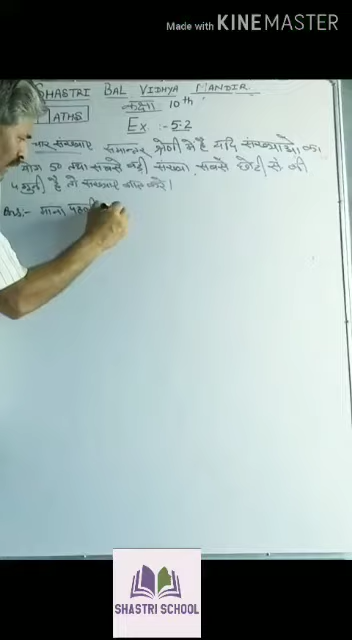 Made with KINEMASTER
SHASTRI BAL VIDHYA MANDIR
MATHS कक्षा 10th
Ex :- 5.2
चार संख्याए समान्तर श्रेणी में है यदि संख्याओं का
योग 50 तथा सबसे बड़ी संख्या सबसे छोटी से की
4 गुनी है तो संख्याए ज्ञात करे।
Ans:- माना पहली
SHASTRI SCHOOL